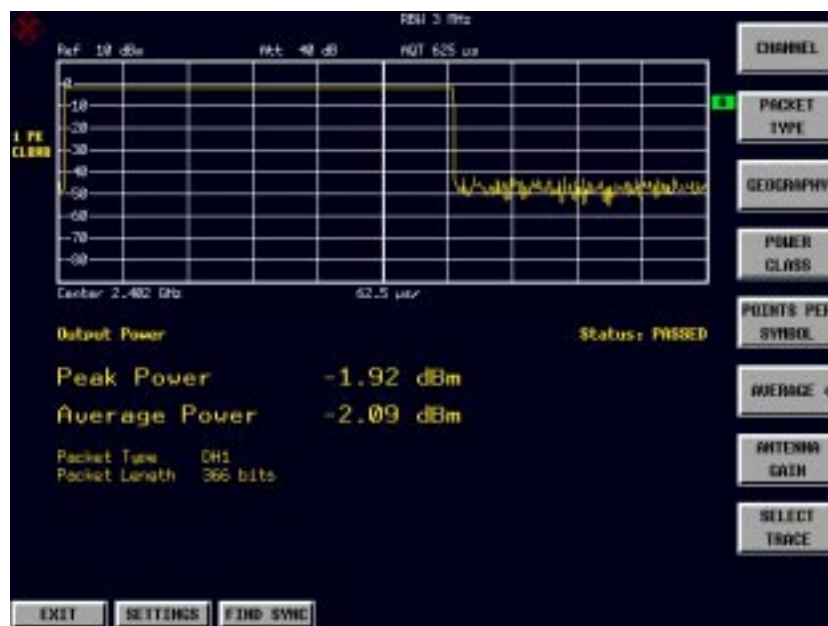 RBW 3 MHz
Ref 10 dBm Att 40 dB AQT 625 µs
CHANNEL
0
-10
A
PACKET TYPE
-20
1 PK
CLRWR
-30
-40
GEOGRAPHY
-50
-60
-70
POWER CLASS
-80
Center 2.402 GHz 62.5 µs/
POINTS PER SYMBOL
Output Power Status: PASSED
Peak Power -1.92 dBm
AVERAGE
Average Power -2.09 dBm
Packet Type DH1
ANTENNA GAIN
Packet Length 366 bits
SELECT TRACE
EXIT SETTINGS FIND SYNC